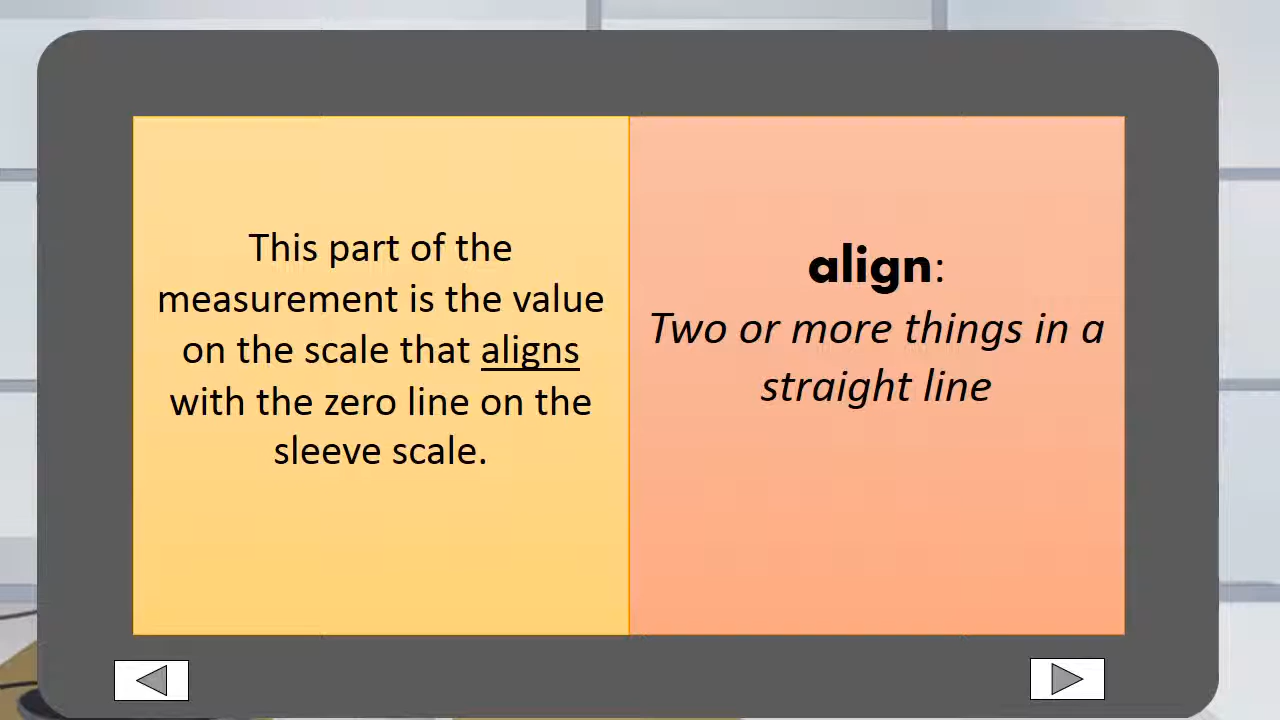 This part of the
measurement is the value
on the scale that aligns
with the zero line on the
sleeve scale.
align:
Two or more things in a
straight line